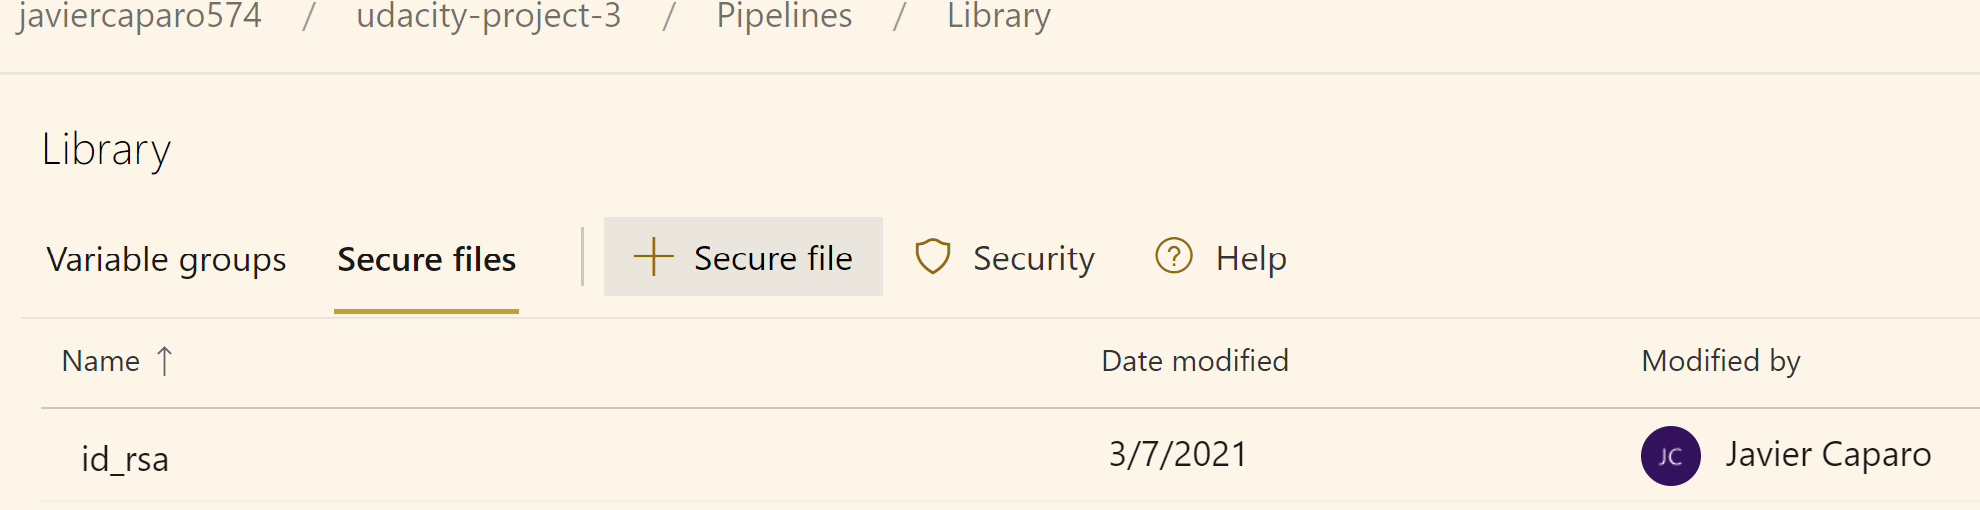 javiercaparo574 / udacity-project-3 / Pipelines / Library
Library
Variable groups Secure files + Secure file Security ? Help
Name ↑ Date modified Modified by
id_rsa 3/7/2021 JC Javier Caparo